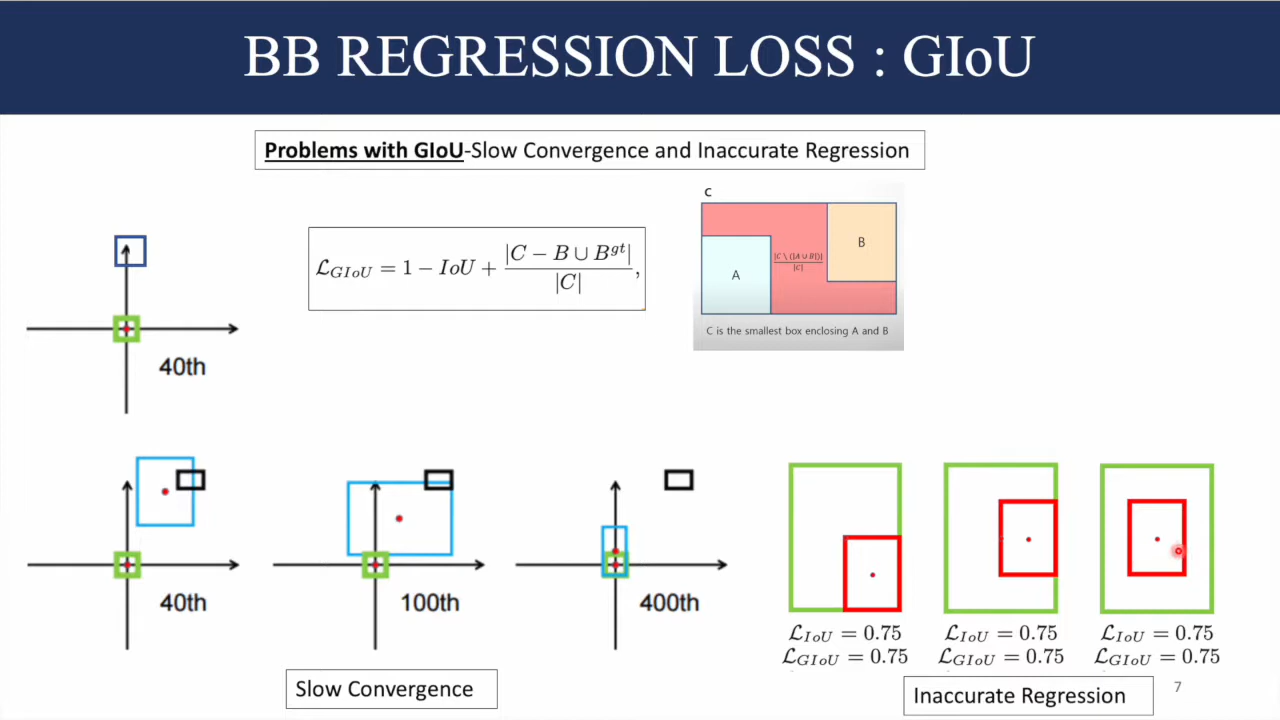 BB REGRESSION LOSS : GIoU
Problems with GIoU-Slow Convergence and Inaccurate Regression
C
A
B
|C \ (A ∪ B)|
|C|
C is the smallest box enclosing A and B
ℒ_GIoU = 1 − IoU + |C − B ∪ B^gt| / |C|,
40th
40th
100th
400th
Slow Convergence
ℒ_IoU = 0.75
ℒ_GIoU = 0.75
ℒ_IoU = 0.75
ℒ_GIoU = 0.75
ℒ_IoU = 0.75
ℒ_GIoU = 0.75
Inaccurate Regression
7